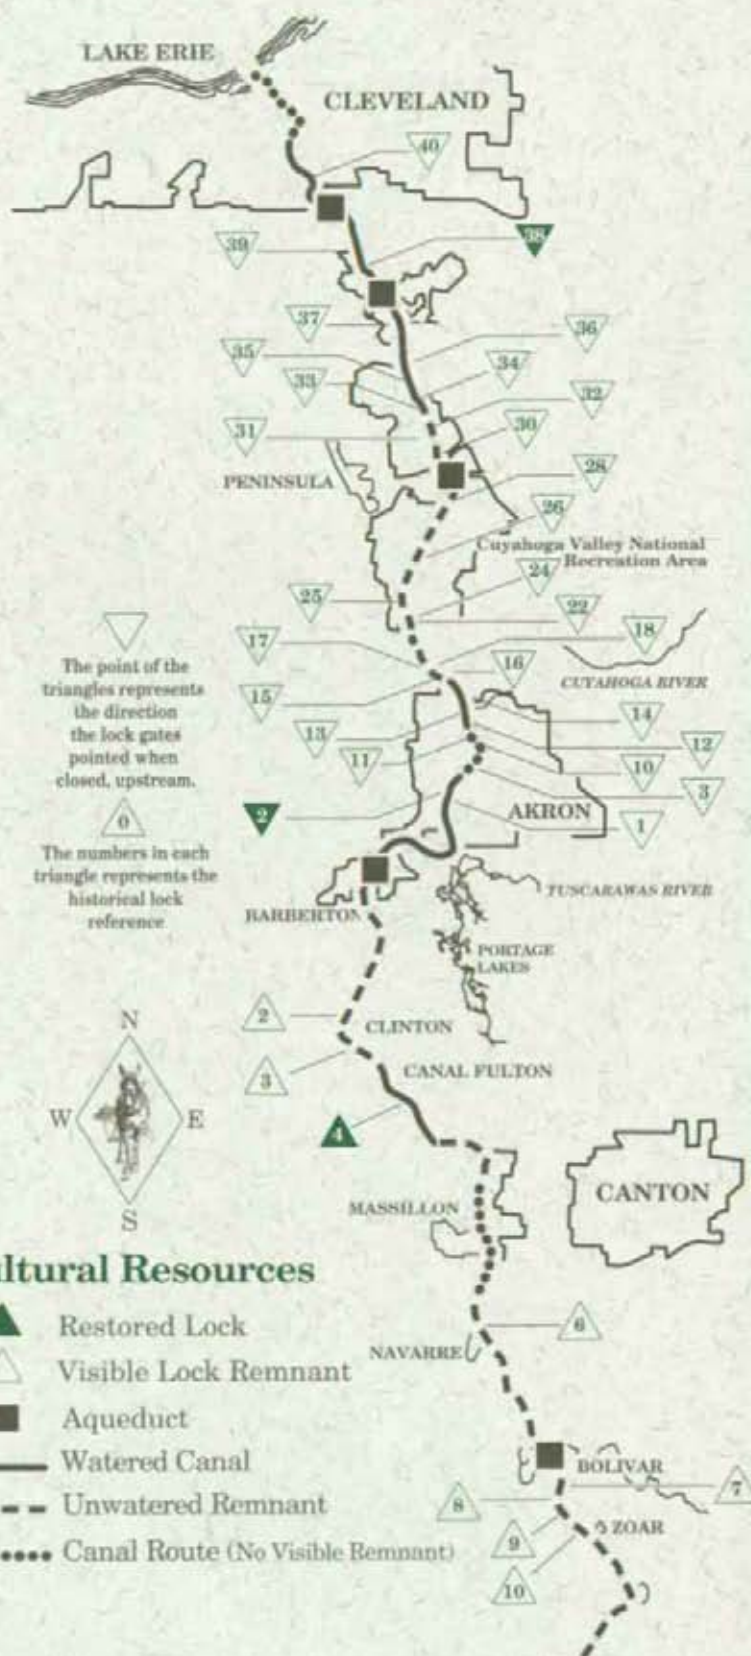 LAKE ERIE
CLEVELAND
40
39
38
37
36
35
34
33
32
31
30
PENINSULA
28
26
Cuyahoga Valley National
Recreation Area
24
25
22
18
17
16
CUYAHOGA RIVER
15
14
13
12
11
10
3
2
AKRON
1
The point of the
triangles represents
the direction
the lock gates
pointed when
closed, upstream.
0
The numbers in each
triangle represents the
historical lock
reference
TUSCARAWAS RIVER
BARBERTON
PORTAGE
LAKES
2
CLINTON
3
CANAL FULTON
4
N
W
E
S
MASSILLON
CANTON
6
NAVARRE
BOLIVAR
7
8
9
ZOAR
10
ltural Resources
Restored Lock
Visible Lock Remnant
Aqueduct
Watered Canal
Unwatered Remnant
Canal Route (No Visible Remnant)